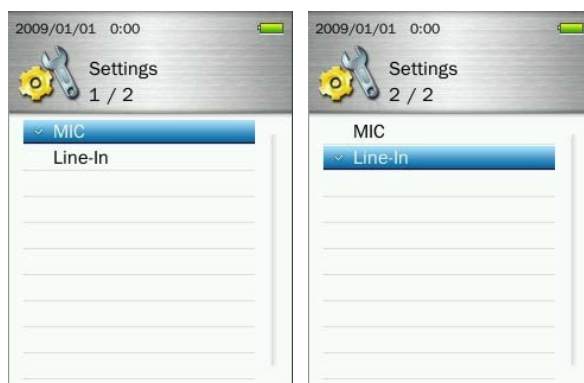 2009/01/01 0:00
Settings
1 / 2
MIC
Line-In
2009/01/01 0:00
Settings
2 / 2
MIC
Line-In